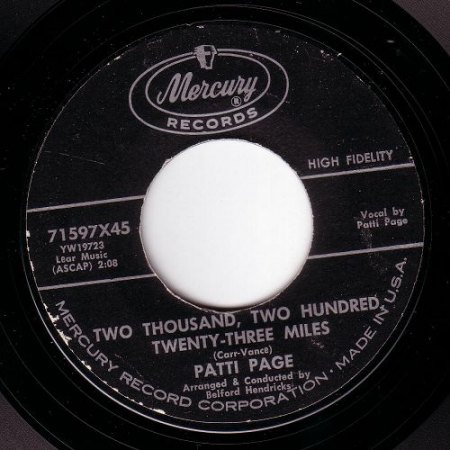 Mercury
®
RECORDS
HIGH FIDELITY
71597X45
YW19723
Lear Music
(ASCAP) 2:08
Vocal by
Patti Page
TWO THOUSAND, TWO HUNDRED,
TWENTY-THREE MILES
(Carr-Vance)
PATTI PAGE
Arranged & Conducted by
Belford Hendricks
MERCURY RECORD CORPORATION • MADE IN U.S.A.